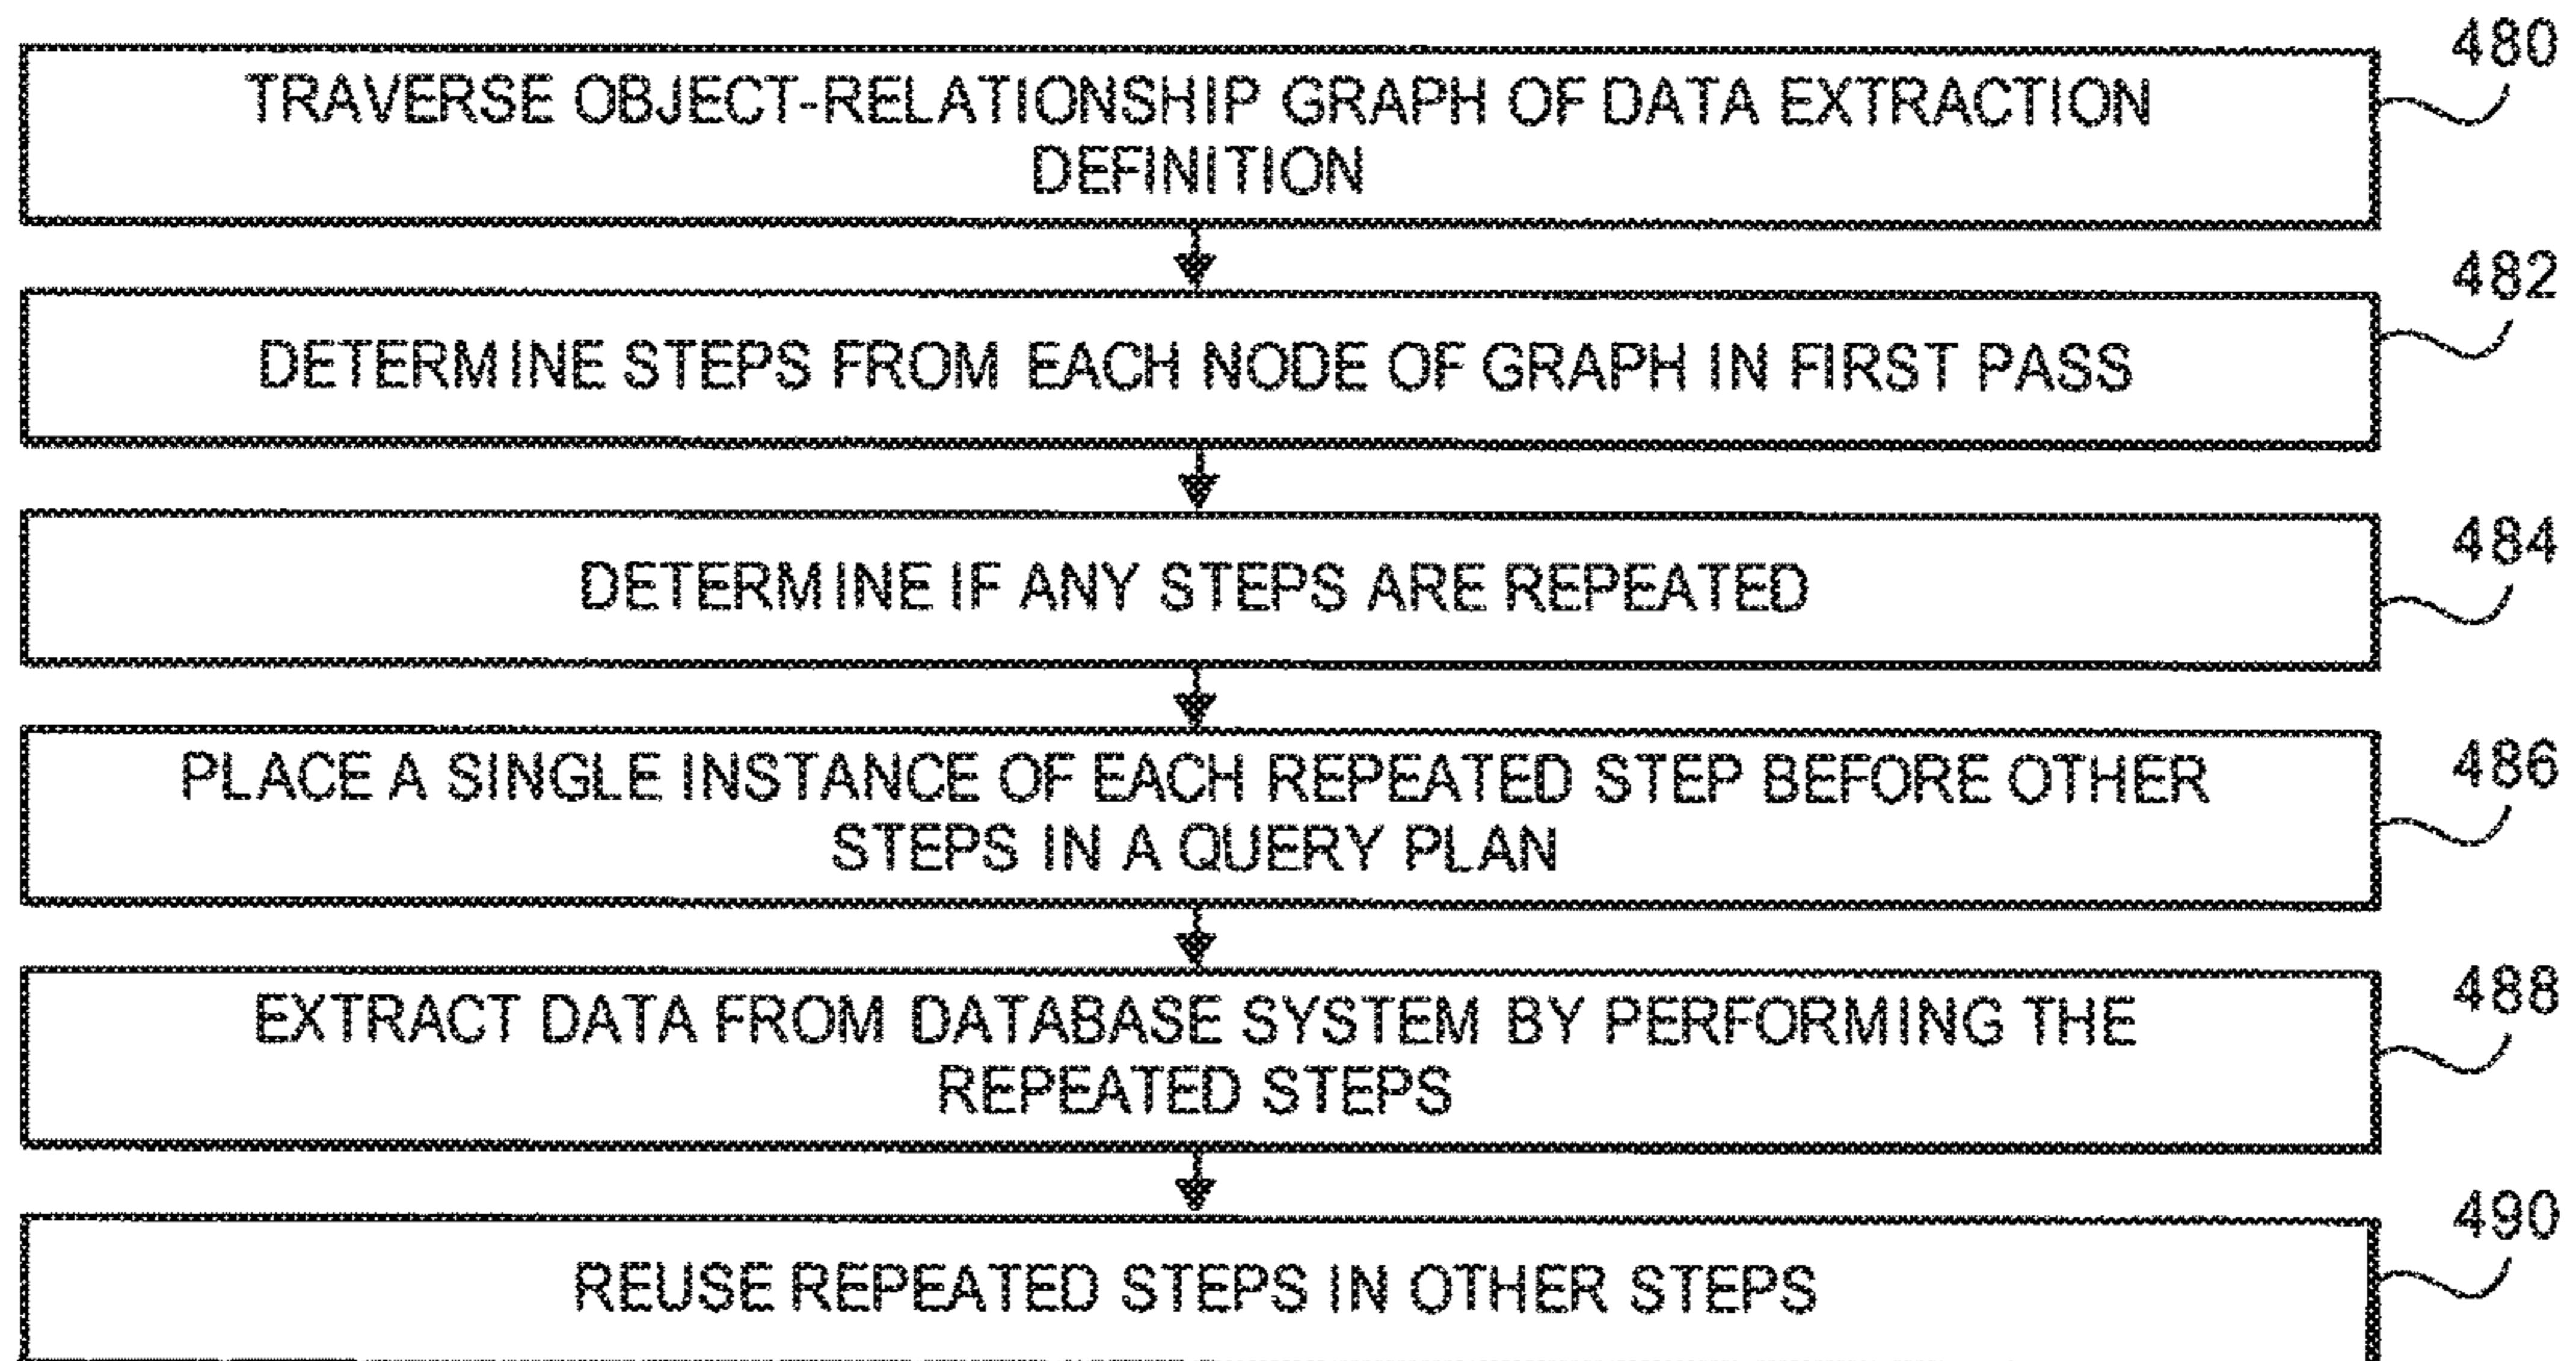 480
TRAVERSE OBJECT-RELATIONSHIP GRAPH OF DATA EXTRACTION
DEFINITION
482
DETERMINE STEPS FROM EACH NODE OF GRAPH IN FIRST PASS
484
DETERMINE IF ANY STEPS ARE REPEATED
486
PLACE A SINGLE INSTANCE OF EACH REPEATED STEP BEFORE OTHER
STEPS IN A QUERY PLAN
488
EXTRACT DATA FROM DATABASE SYSTEM BY PERFORMING THE
REPEATED STEPS
490
REUSE REPEATED STEPS IN OTHER STEPS